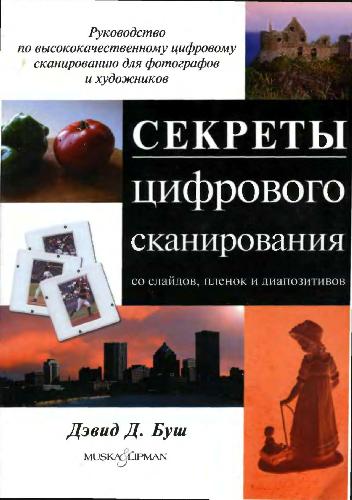 Руководство
по высококачественному цифровому
сканированию для фотографов
и художников
СЕКРЕТЫ
цифрового
сканирования
со слайдов, пленок и диапозитивов
Дэвид Д. Буш
MUSKA&LIPMAN